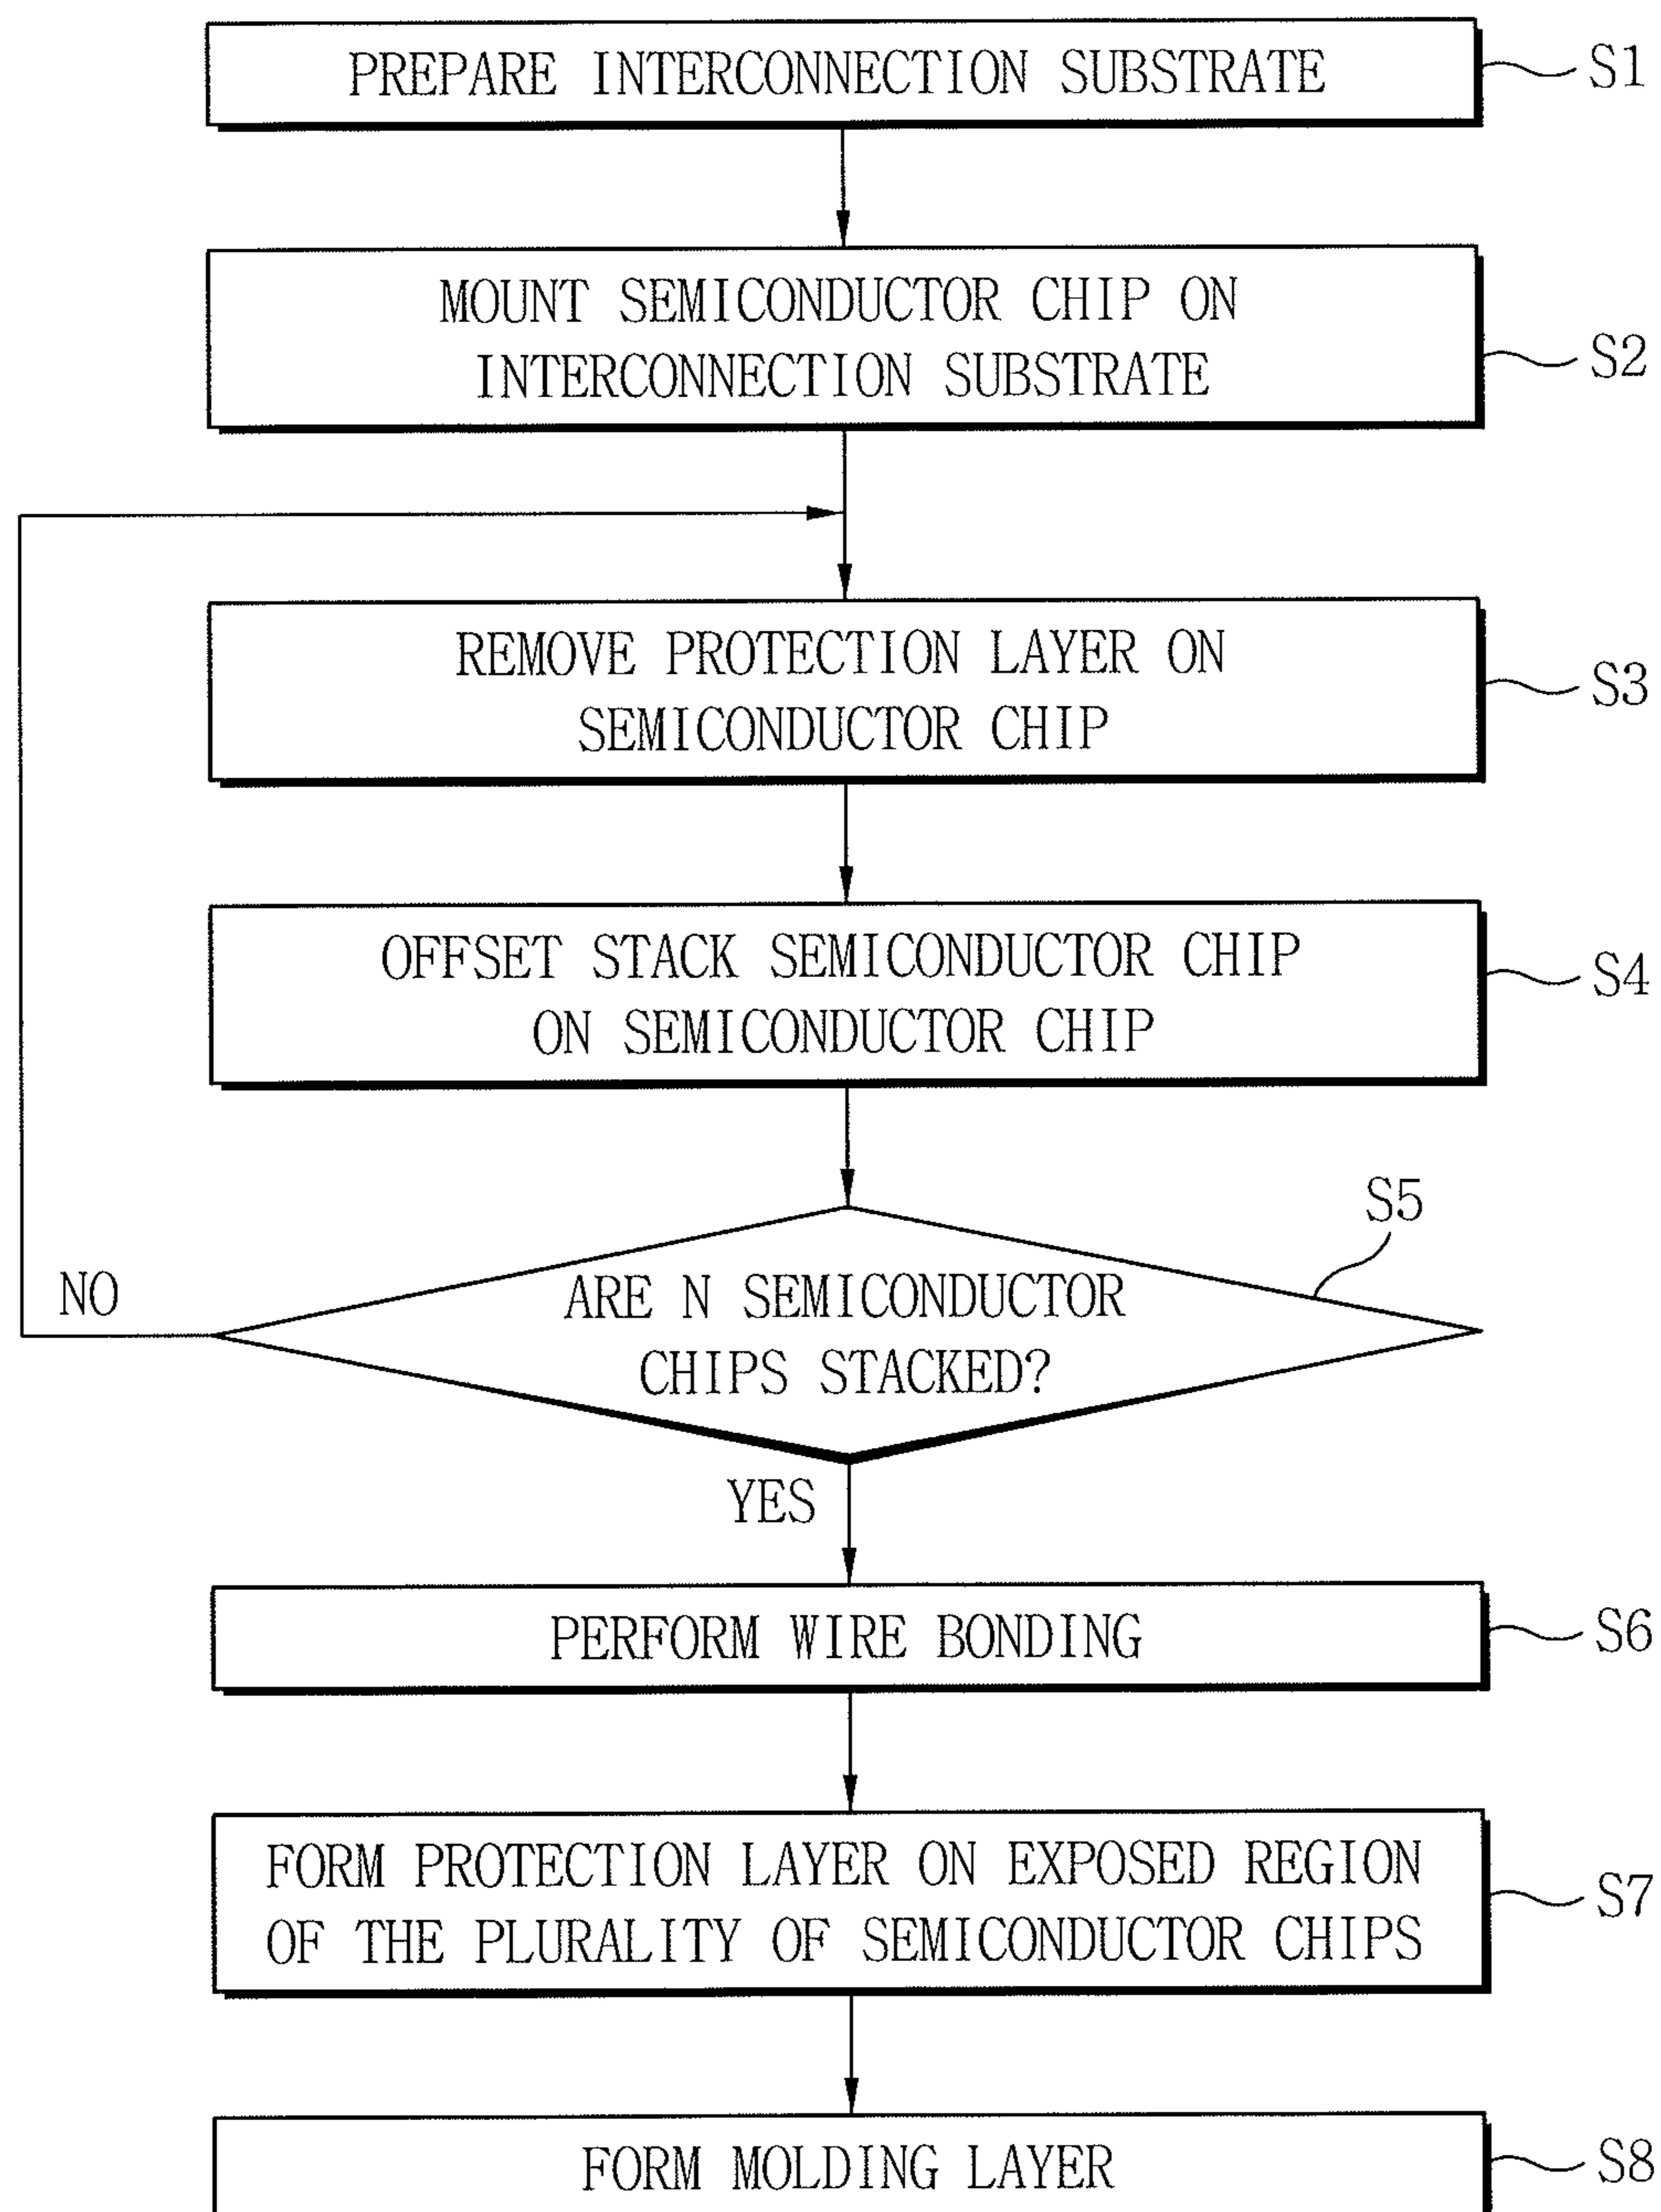 PREPARE INTERCONNECTION SUBSTRATE
S1
MOUNT SEMICONDUCTOR CHIP ON
INTERCONNECTION SUBSTRATE
S2
REMOVE PROTECTION LAYER ON
SEMICONDUCTOR CHIP
S3
OFFSET STACK SEMICONDUCTOR CHIP
ON SEMICONDUCTOR CHIP
S4
S5
ARE N SEMICONDUCTOR
CHIPS STACKED?
NO
YES
PERFORM WIRE BONDING
S6
FORM PROTECTION LAYER ON EXPOSED REGION
OF THE PLURALITY OF SEMICONDUCTOR CHIPS
S7
FORM MOLDING LAYER
S8